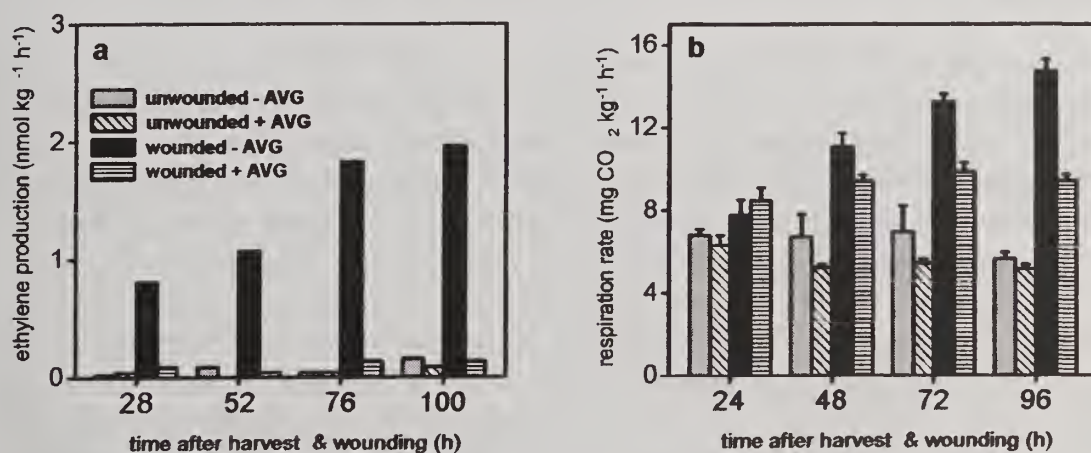 a
ethylene production (nmol kg ⁻¹ h⁻¹)
3
2
1
0
unwounded - AVG
unwounded + AVG
wounded - AVG
wounded + AVG
28 52 76 100
time after harvest & wounding (h)
b
respiration rate (mg CO ₂ kg⁻¹ h⁻¹)
16
12
8
4
0
24 48 72 96
time after harvest & wounding (h)